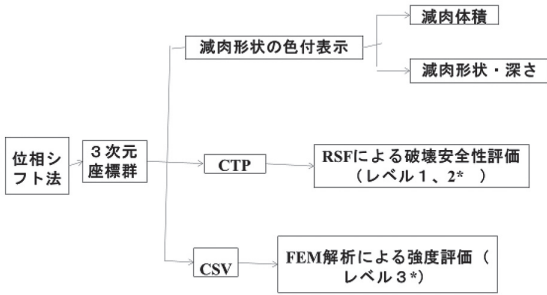 減肉体積
減肉形状の色付表示
減肉形状・深さ
位相シ
フト法
3次元
座標群
CTP
RSFによる破壊安全性評価
(レベル1、2* )
CSV
FEM解析による強度評価(
レベル3*)